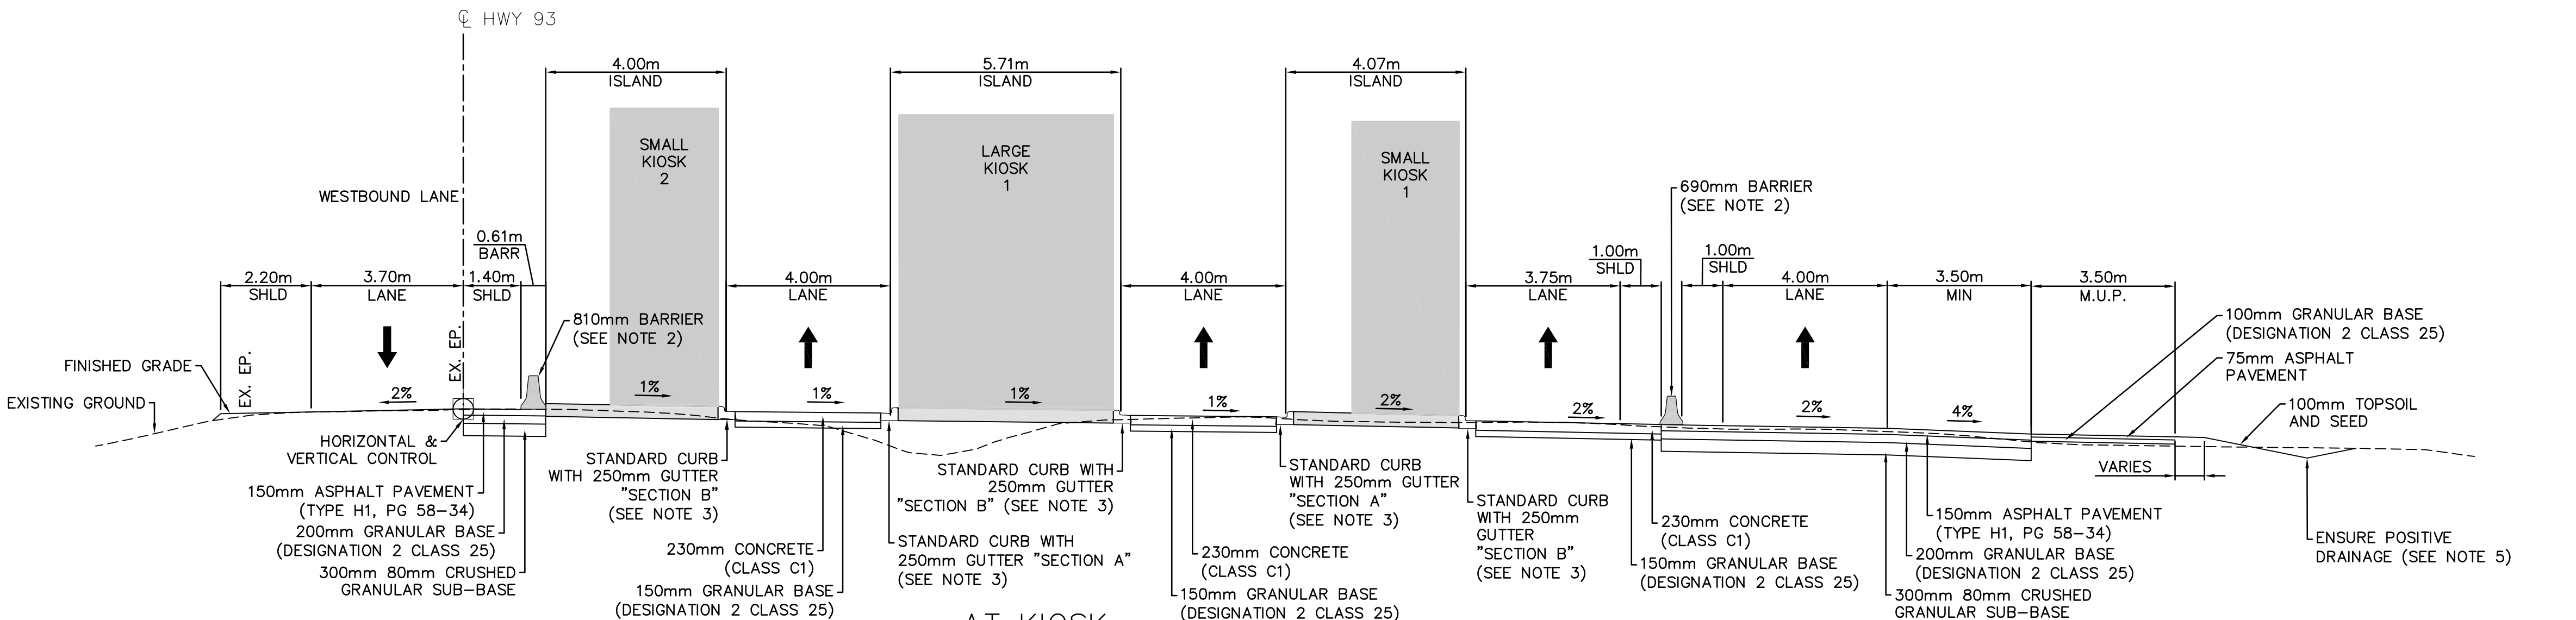 ℄ HWY 93
4.00m
ISLAND
5.71m
ISLAND
4.07m
ISLAND
SMALL
KIOSK
2
LARGE
KIOSK
1
SMALL
KIOSK
1
WESTBOUND LANE
690mm BARRIER
(SEE NOTE 2)
0.61m
BARR
2.20m
SHLD
3.70m
LANE
1.40m
SHLD
4.00m
LANE
4.00m
LANE
3.75m
LANE
1.00m
SHLD
1.00m
SHLD
4.00m
LANE
3.50m
MIN
3.50m
M.U.P.
810mm BARRIER
(SEE NOTE 2)
100mm GRANULAR BASE
(DESIGNATION 2 CLASS 25)
75mm ASPHALT
PAVEMENT
100mm TOPSOIL
AND SEED
FINISHED GRADE
EXISTING GROUND
EX. EP.
EX. EP.
2%
1%
1%
1%
1%
2%
2%
2%
4%
HORIZONTAL &
VERTICAL CONTROL
150mm ASPHALT PAVEMENT
(TYPE H1, PG 58-34)
200mm GRANULAR BASE
(DESIGNATION 2 CLASS 25)
300mm 80mm CRUSHED
GRANULAR SUB-BASE
STANDARD CURB
WITH 250mm GUTTER
"SECTION B"
(SEE NOTE 3)
230mm CONCRETE
(CLASS C1)
150mm GRANULAR BASE
(DESIGNATION 2 CLASS 25)
STANDARD CURB WITH
250mm GUTTER
"SECTION B" (SEE NOTE 3)
STANDARD CURB WITH
250mm GUTTER "SECTION A"
(SEE NOTE 3)
230mm CONCRETE
(CLASS C1)
150mm GRANULAR BASE
(DESIGNATION 2 CLASS 25)
STANDARD CURB
WITH 250mm GUTTER
"SECTION A"
(SEE NOTE 3)
STANDARD CURB
WITH 250mm
GUTTER
"SECTION B"
(SEE NOTE 3)
230mm CONCRETE
(CLASS C1)
150mm GRANULAR BASE
(DESIGNATION 2 CLASS 25)
150mm ASPHALT PAVEMENT
(TYPE H1, PG 58-34)
200mm GRANULAR BASE
(DESIGNATION 2 CLASS 25)
300mm 80mm CRUSHED
GRANULAR SUB-BASE
VARIES
ENSURE POSITIVE
DRAINAGE (SEE NOTE 5)
AT KIOSK